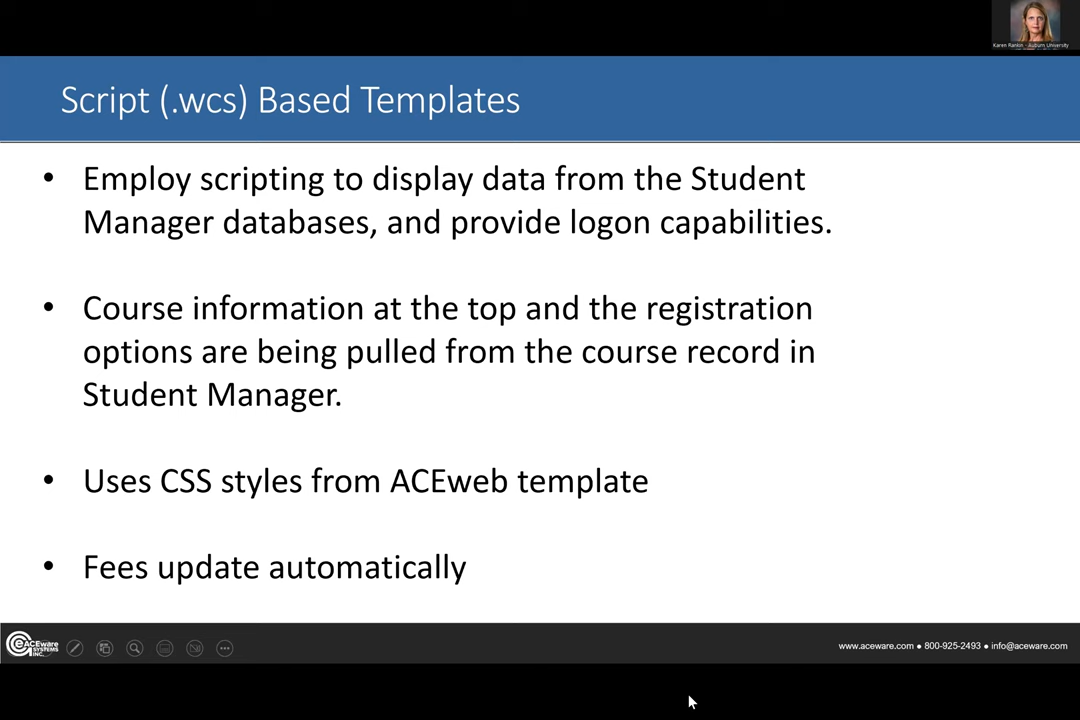 Karen Rankin - Auburn University
Script (.wcs) Based Templates
• Employ scripting to display data from the Student
Manager databases, and provide logon capabilities.
• Course information at the top and the registration
options are being pulled from the course record in
Student Manager.
• Uses CSS styles from ACEweb template
• Fees update automatically
ACEware
SYSTEMS
INC.
www.aceware.com ● 800-925-2493 ● info@aceware.com